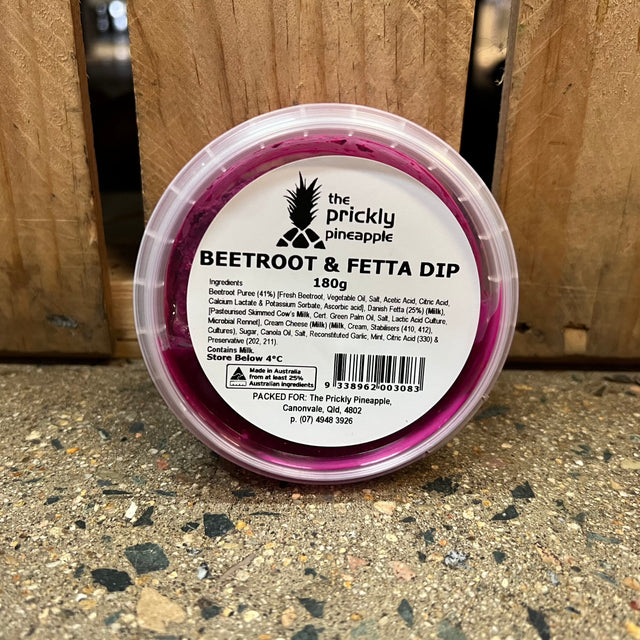 the
prickly
pineapple
BEETROOT & FETTA DIP
180g
Ingredients
Beetroot Puree (41%) [Fresh Beetroot, Vegetable Oil, Salt, Acetic Acid, Citric Acid,
Calcium Lactate & Potassium Sorbate, Ascorbic acid], Danish Fetta (25%) (Milk),
[Pasteurised Skimmed Cow's Milk, Cert. Green Palm Oil, Salt, Lactic Acid Culture,
Microbial Rennet], Cream Cheese (Milk) (Milk, Cream, Stabilisers (410, 412),
Cultures), Sugar, Canola Oil, Salt, Reconstituted Garlic, Mint, Citric Acid (330) &
Preservative (202, 211).
Contains Milk.
Store Below 4°C
Made in Australia
from at least 25%
Australian ingredients
9 338962 003083
PACKED FOR: The Prickly Pineapple,
Canonvale, Qld, 4802
p. (07) 4948 3926